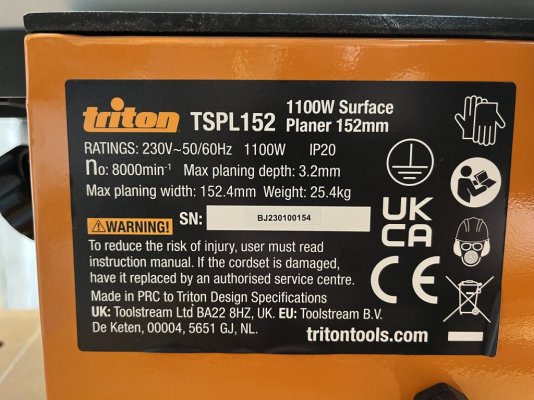 triton TSPL152 1100W Surface Planer 152mm
RATINGS: 230V~50/60Hz 1100W IP20
no: 8000min-1 Max planing depth: 3.2mm
Max planing width: 152.4mm Weight: 25.4kg
SN: BJ230100154
WARNING!
To reduce the risk of injury, user must read
instruction manual. If the cordset is damaged,
have it replaced by an authorised service centre.
Made in PRC to Triton Design Specifications
UK: Toolstream Ltd BA22 8HZ, UK. EU: Toolstream B.V.
De Keten, 00004, 5651 GJ, NL.
UK
CA
CE
tritontools.com